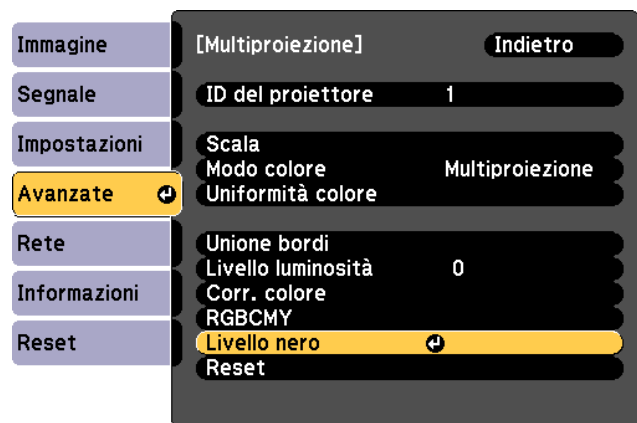 Immagine
Segnale
Impostazioni
Avanzate
Rete
Informazioni
Reset
[Multiproiezione] Indietro
ID del proiettore 1
Scala
Modo colore Multiproiezione
Uniformità colore
Unione bordi
Livello luminosità 0
Corr. colore
RGBCMY
Livello nero
Reset